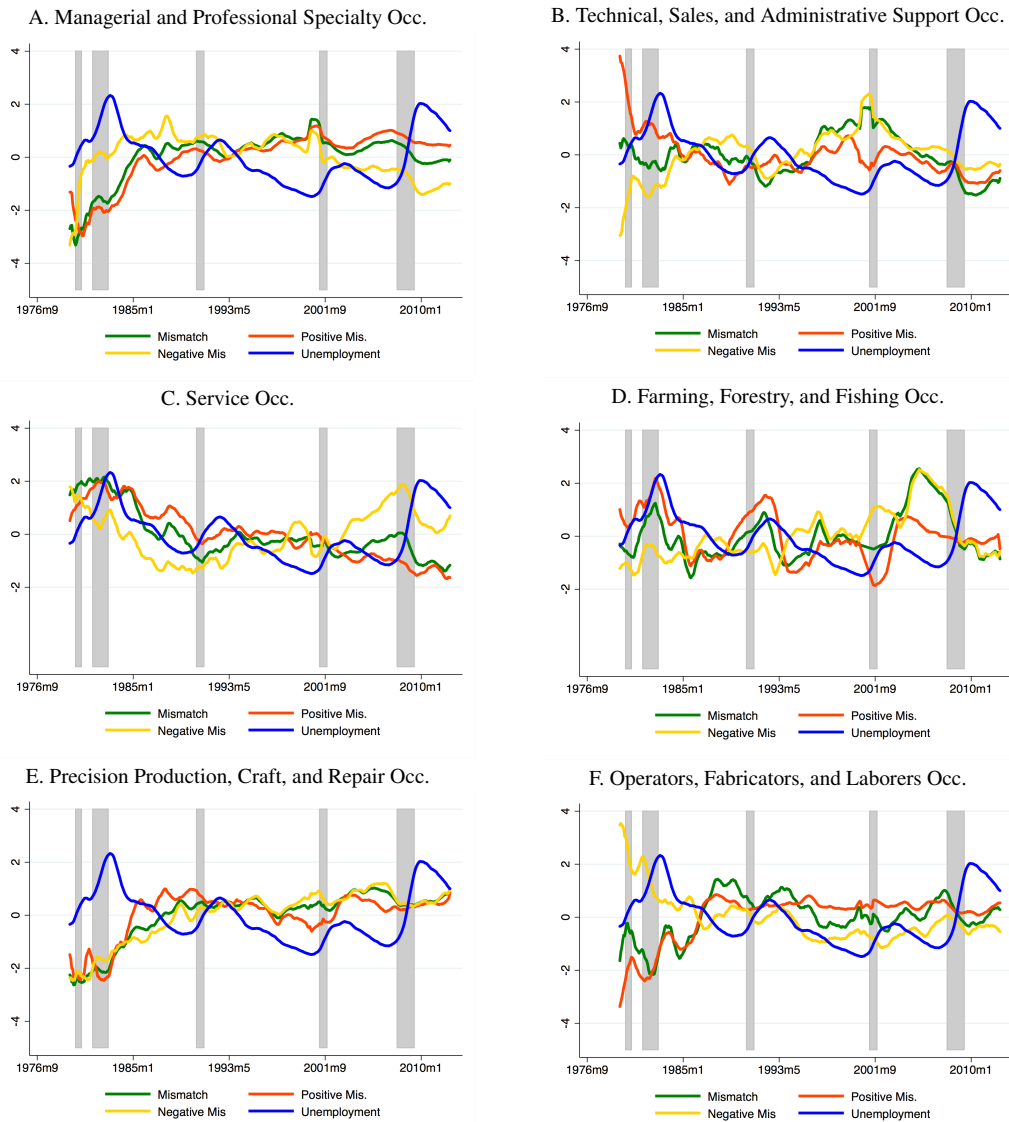 A. Managerial and Professional Specialty Occ.
4
2
0
-2
-4
1976m9 1985m1 1993m5 2001m9 2010m1
Mismatch Positive Mis.
Negative Mis Unemployment
B. Technical, Sales, and Administrative Support Occ.
4
2
0
-2
-4
1976m9 1985m1 1993m5 2001m9 2010m1
Mismatch Positive Mis.
Negative Mis Unemployment
C. Service Occ.
4
2
0
-2
1976m9 1985m1 1993m5 2001m9 2010m1
Mismatch Positive Mis.
Negative Mis Unemployment
D. Farming, Forestry, and Fishing Occ.
4
2
0
-2
1976m9 1985m1 1993m5 2001m9 2010m1
Mismatch Positive Mis.
Negative Mis Unemployment
E. Precision Production, Craft, and Repair Occ.
4
2
0
-2
-4
1976m9 1985m1 1993m5 2001m9 2010m1
Mismatch Positive Mis.
Negative Mis Unemployment
F. Operators, Fabricators, and Laborers Occ.
4
2
0
-2
-4
1976m9 1985m1 1993m5 2001m9 2010m1
Mismatch Positive Mis.
Negative Mis Unemployment